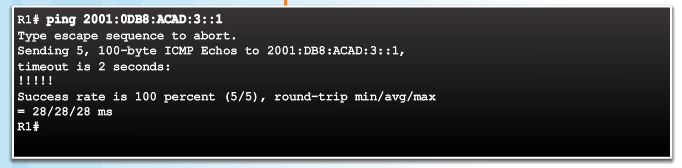 R1# ping 2001:0DB8:ACAD:3::1
Type escape sequence to abort.
Sending 5, 100-byte ICMP Echos to 2001:DB8:ACAD:3::1,
timeout is 2 seconds:
!!!!!
Success rate is 100 percent (5/5), round-trip min/avg/max
= 28/28/28 ms
R1#